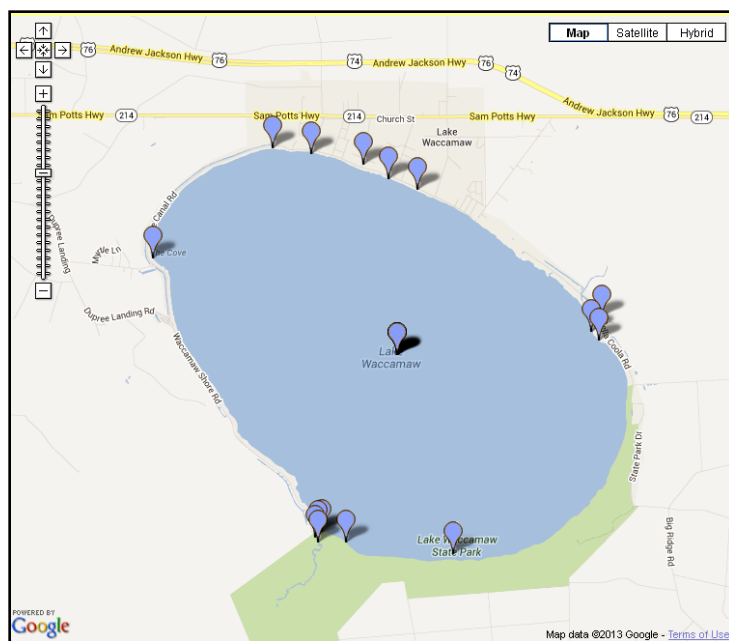 76
Andrew Jackson Hwy
76
74
Andrew Jackson Hwy
76
74
Andrew Jackson Hwy
76
Map
Satellite
Hybrid
Sam Potts Hwy
214
Sam Potts Hwy
214
Church St
Sam Potts Hwy
214
Lake
Waccamaw
Canal Rd
Dupree Landing
Myrtle Ln
The Cove
Dupree Landing Rd
Waccamaw Shore Rd
Lake
Waccamaw
Coola Rd
State Park Dr
Big Ridge Rd
Lake Waccamaw
State Park
POWERED BY
Google
Map data ©2013 Google - Terms of Use